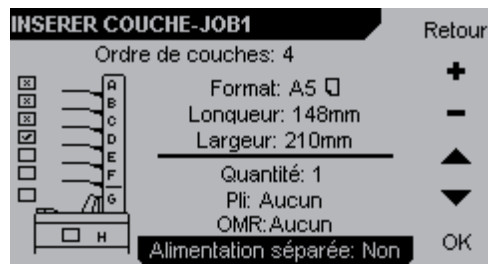 INSERER COUCHE-JOB1
Retour
Ordre de couches: 4
A
B
C
D
E
F
G
H
Format: A5
Lonqueur: 148mm
Largeur: 210mm
Quantité: 1
Pli: Aucun
OMR:Aucun
Alimentation séparée: Non
OK